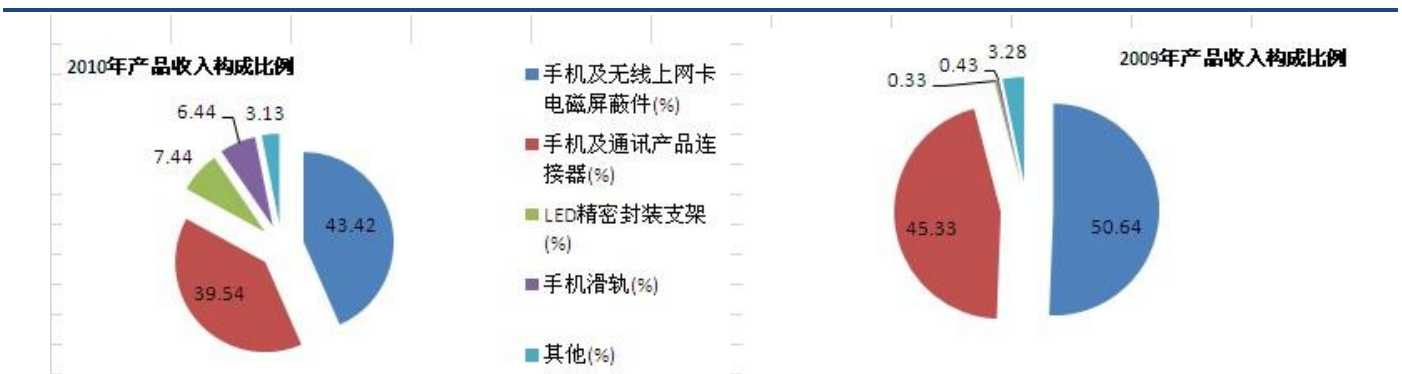 2010年产品收入构成比例
6.44
3.13
7.44
43.42
39.54
手机及无线上网卡
电磁屏蔽件(%)
手机及通讯产品连
接器(%)
LED精密封装支架
(%)
手机滑轨(%)
其他(%)
2009年产品收入构成比例
3.28
0.43
0.33
45.33
50.64